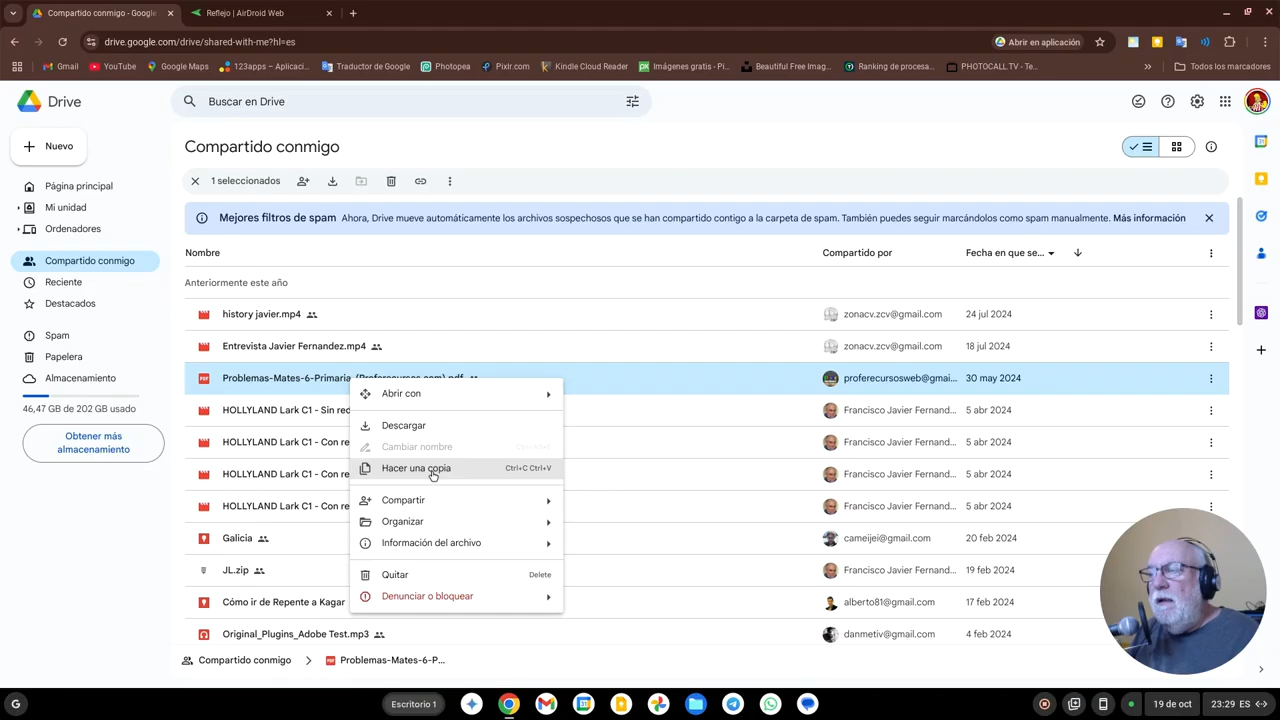 Compartido conmigo - Google
Reflejo | AirDroid Web
drive.google.com/drive/shared-with-me?hl=es
Abrir en aplicación
Gmail
YouTube
Google Maps
123apps – Aplicaci...
Traductor de Google
Photopea
Pixir.com
Kindle Cloud Reader
Imágenes gratis - Pi...
Beautiful Free Imag...
Ranking de procesa...
PHOTOCALL.TV - Te...
Todos los marcadores
Drive
Buscar en Drive
Nuevo
Página principal
Mi unidad
Ordenadores
Compartido conmigo
Reciente
Destacados
Spam
Papelera
Almacenamiento
46,47 GB de 202 GB usado
Obtener más
almacenamiento
Compartido conmigo
1 seleccionados
Mejores filtros de spam Ahora, Drive mueve automáticamente los archivos sospechosos que se han compartido contigo a la carpeta de spam. También puedes seguir marcándolos como spam manualmente. Más información
Nombre Compartido por Fecha en que se...
Anteriormente este año
history javier.mp4 zonacv.zcv@gmail.com 24 jul 2024
Entrevista Javier Fernandez.mp4 zonacv.zcv@gmail.com 18 jul 2024
Problemas-Mates-6-Primaria (Proferecursos.com).pdf proferecursosweb@gmai... 30 may 2024
HOLLYLAND Lark C1 - Sin red Francisco Javier Fernand... 5 abr 2024
HOLLYLAND Lark C1 - Con re Francisco Javier Fernand... 5 abr 2024
HOLLYLAND Lark C1 - Con re Francisco Javier Fernand... 5 abr 2024
HOLLYLAND Lark C1 - Con re Francisco Javier Fernand... 5 abr 2024
Galicia cameijei@gmail.com 20 feb 2024
JL.zip Francisco Javier Fernand... 19 feb 2024
Cómo ir de Repente a Kagar alberto81@gmail.com 17 feb 2024
Original_Plugins_Adobe Test.mp3 danmetiv@gmail.com 4 feb 2024
Abrir con
Descargar
Cambiar nombre
Hacer una copia Ctrl+C Ctrl+V
Compartir
Organizar
Información del archivo
Quitar Delete
Denunciar o bloquear
Compartido conmigo
Problemas-Mates-6-P...
Escritorio 1
19 de oct
23:29 ES